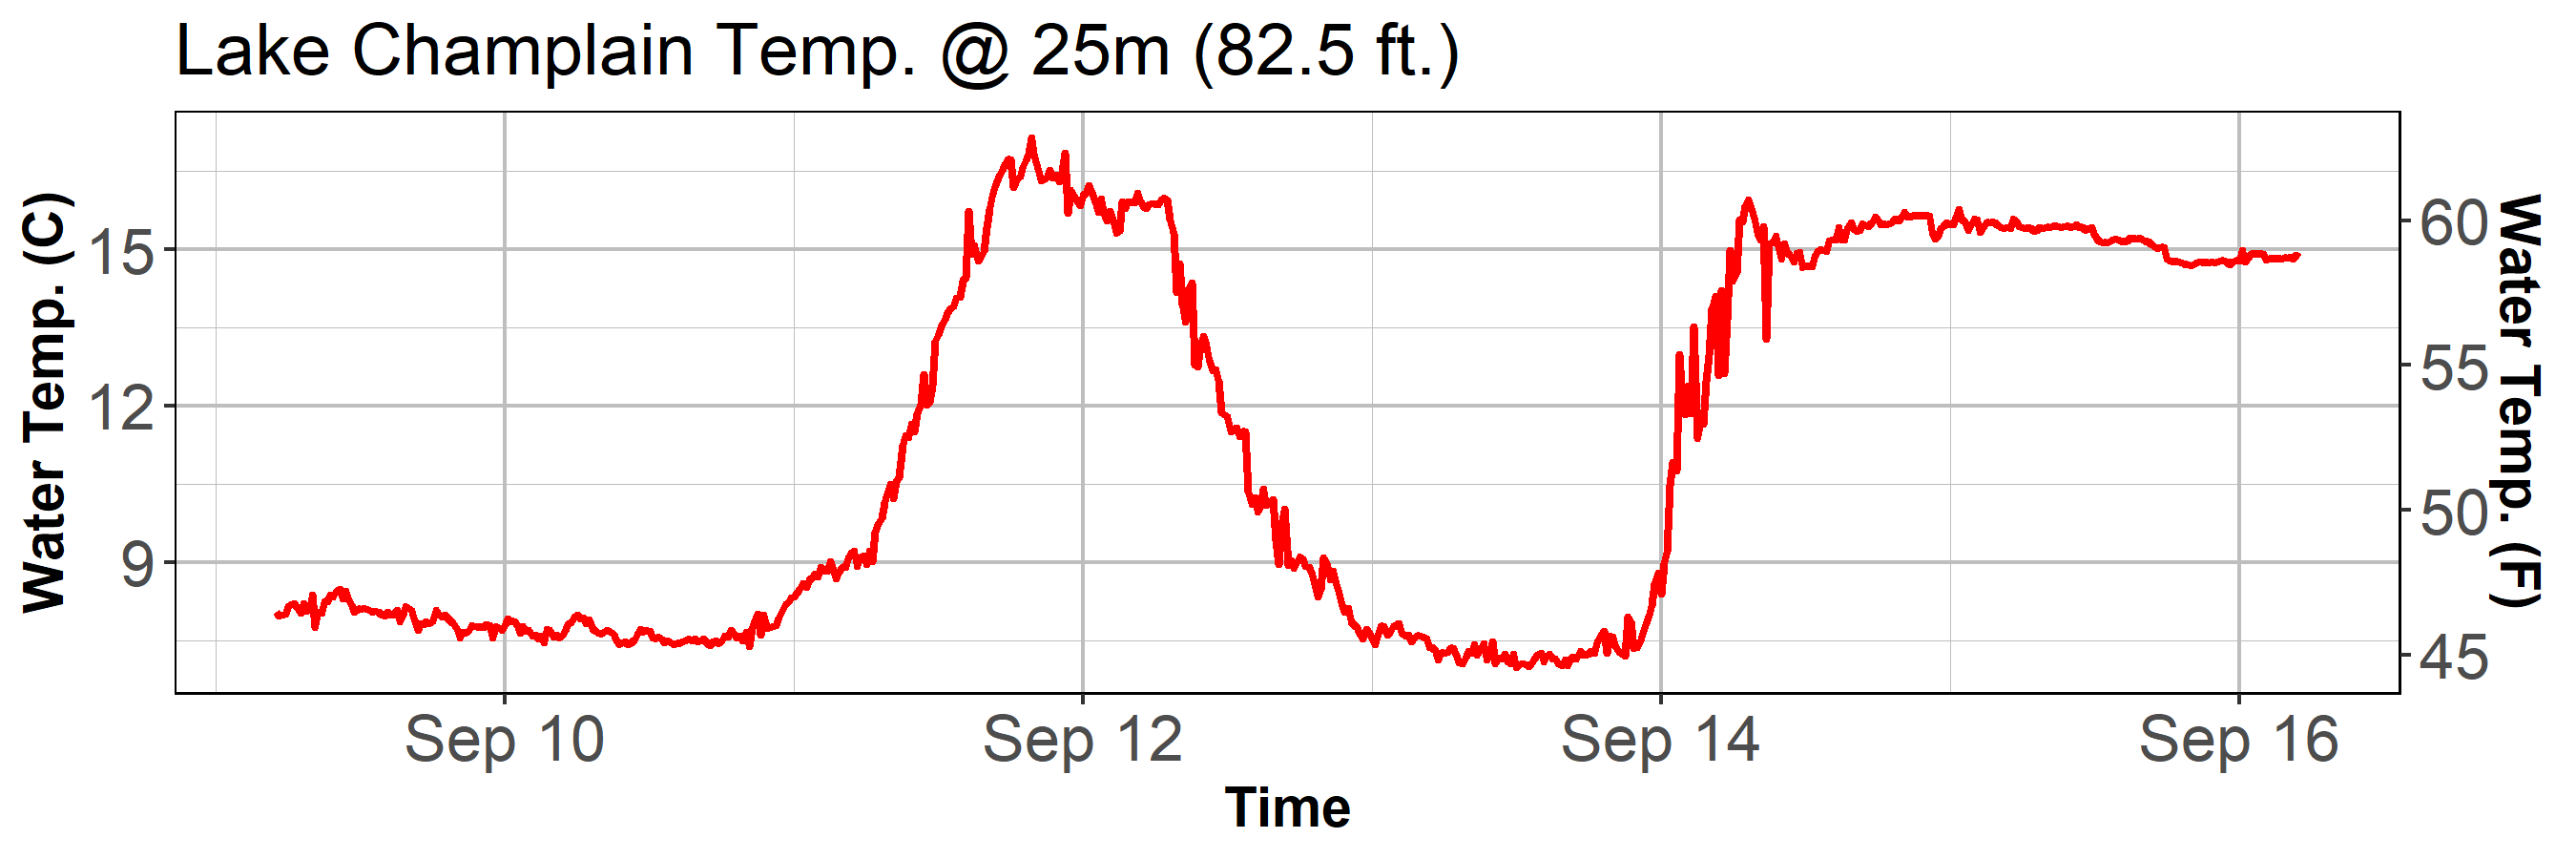 Lake Champlain Temp. @ 25m (82.5 ft.)
Water Temp. (C)
15
12
9
60
55
50
45
Water Temp. (F)
Sep 10
Sep 12
Sep 14
Sep 16
Time